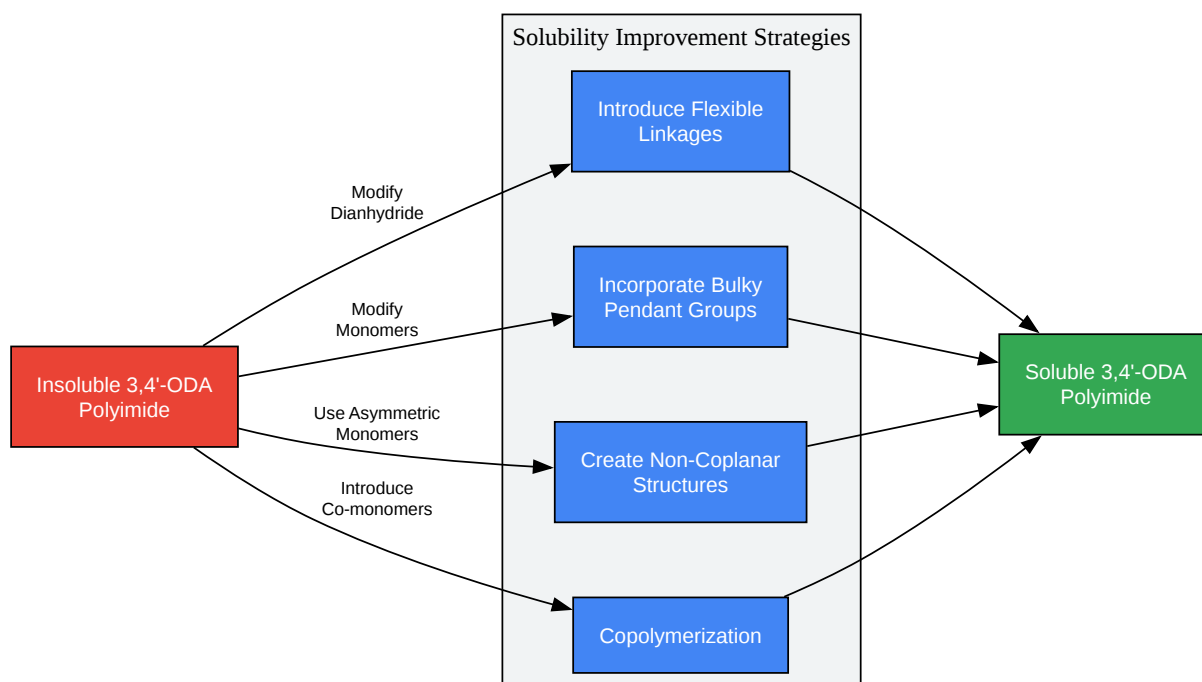 Solubility Improvement Strategies
Introduce Flexible
Linkages
Modify
Dianhydride
Incorporate Bulky
Pendant Groups
Modify
Monomers
Insoluble 3,4'-ODA
Polyimide
Soluble 3,4'-ODA
Polyimide
Use Asymmetric
Monomers
Create Non-Coplanar
Structures
Introduce
Co-monomers
Copolymerization